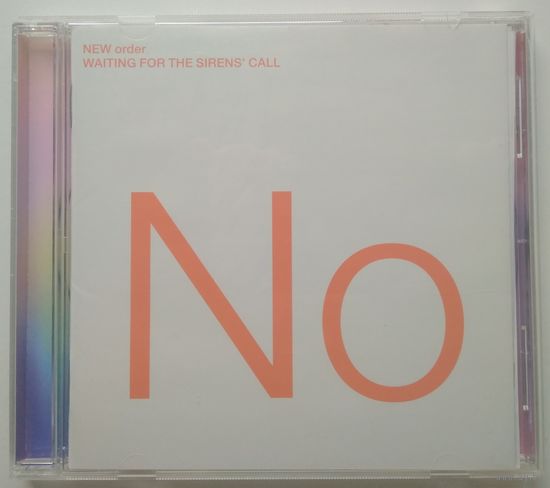 NEW order
WAITING FOR THE SIRENS' CALL
No